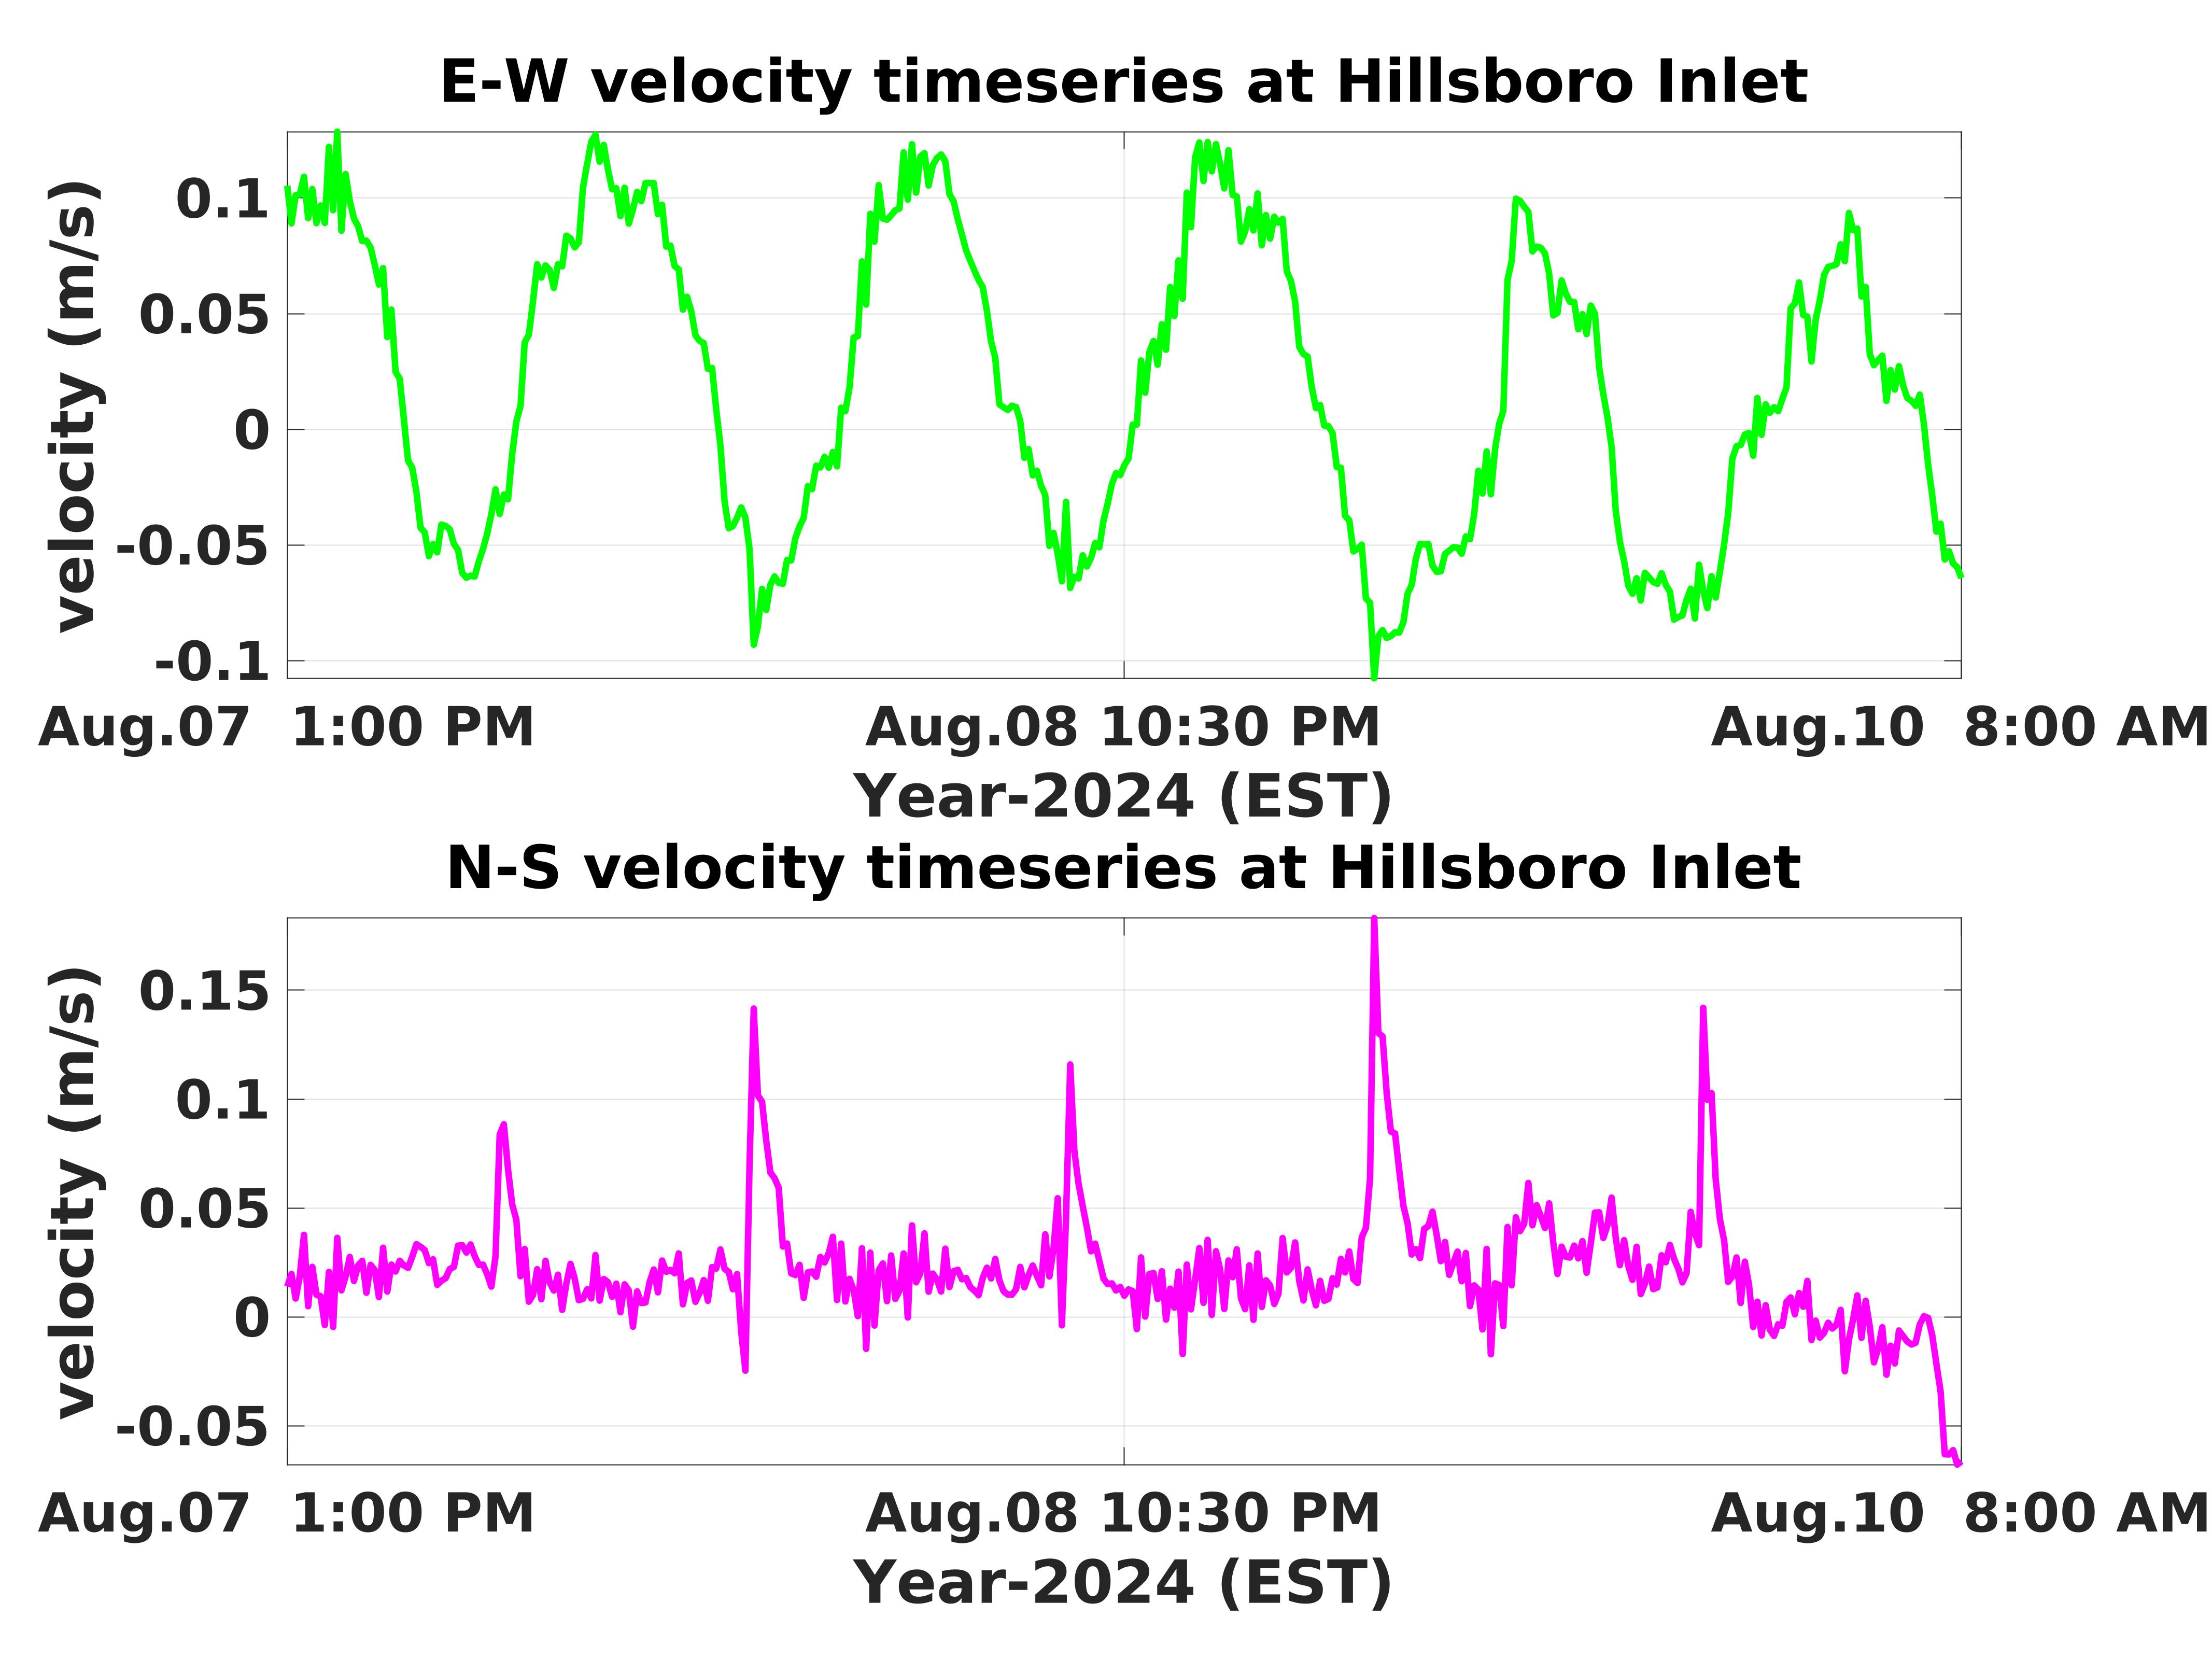 E-W velocity timeseries at Hillsboro Inlet
velocity (m/s)
0.1
0.05
0
-0.05
-0.1
Aug.07 1:00 PM Aug.08 10:30 PM Aug.10 8:00 AM
Year-2024 (EST)
N-S velocity timeseries at Hillsboro Inlet
velocity (m/s)
0.15
0.1
0.05
0
-0.05
Aug.07 1:00 PM Aug.08 10:30 PM Aug.10 8:00 AM
Year-2024 (EST)